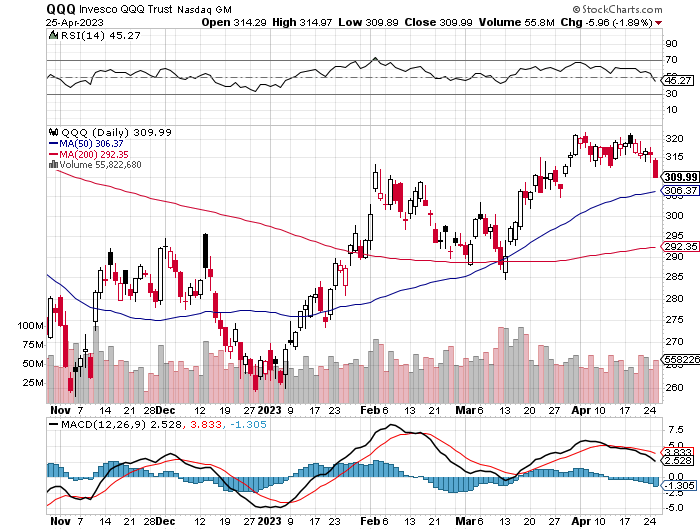 QQQ Invesco QQQ Trust Nasdaq GM © StockCharts.com
25-Apr-2023 Open 314.29 High 314.97 Low 309.89 Close 309.99 Volume 55.8M Chg -5.96 (-1.89%)
RSI(14) 45.27
90
70
50
45.27
30
10
QQQ (Daily) 309.99
MA(50) 306.37
MA(200) 292.35
Volume 55,822,680
320
315
309.99
306.37
305
300
295
292.35
290
285
280
275
270
265
260
100M
75M
50M
25M
558226
Nov 7 14 21 28 Dec 12 19 27 2023 9 17 23 Feb 6 13 21 Mar 6 13 20 27 Apr 10 17 24
MACD(12,26,9) 2.528, 3.833, -1.305
7.5
5.0
3.833
2.528
0.0
-1.305
-2.5
-5.0
Nov 7 14 21 28 Dec 12 19 27 2023 9 17 23 Feb 6 13 21 Mar 6 13 20 27 Apr 10 17 24